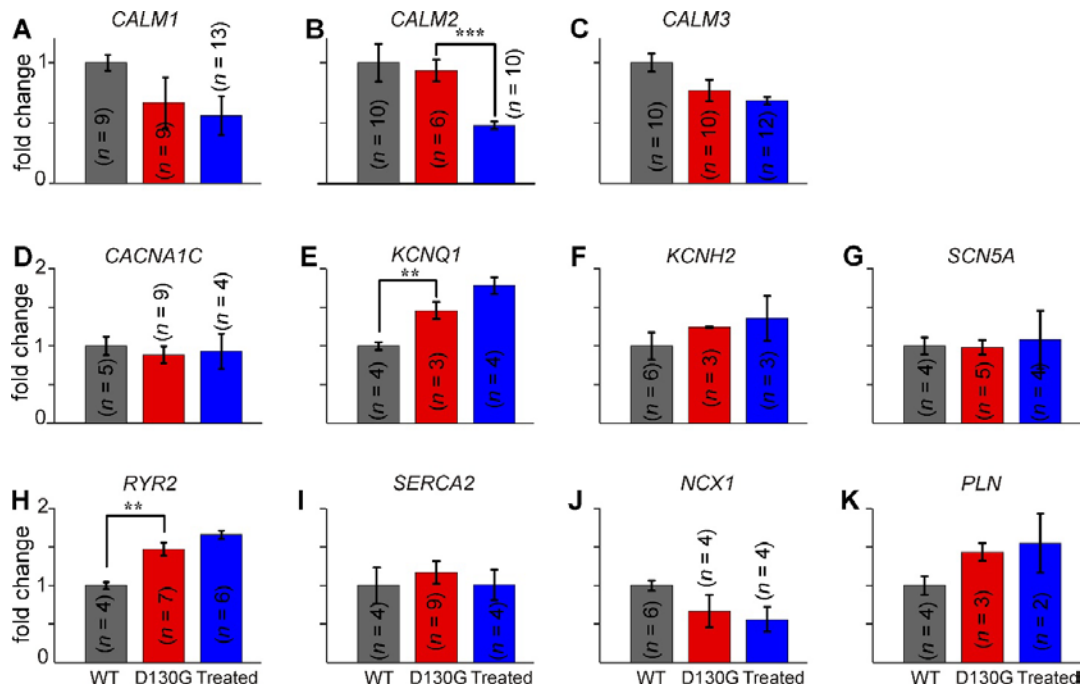 A CALM1 B CALM2 C CALM3
fold change
1
0
(n = 9)
(n = 9)
(n = 13)
***
(n = 10)
(n = 6)
(n = 10)
(n = 10)
(n = 10)
(n = 12)
D CACNA1C E KCNQ1 F KCNH2 G SCN5A
fold change
2
1
0
(n = 5)
(n = 9)
(n = 4)
**
(n = 4)
(n = 3)
(n = 4)
(n = 6)
(n = 3)
(n = 3)
(n = 4)
(n = 5)
(n = 4)
H RYR2 I SERCA2 J NCX1 K PLN
fold change
2
1
0
**
(n = 4)
(n = 7)
(n = 6)
(n = 4)
(n = 9)
(n = 4)
(n = 6)
(n = 4)
(n = 4)
(n = 4)
(n = 3)
(n = 2)
WT D130G Treated WT D130G Treated WT D130G Treated WT D130G Treated